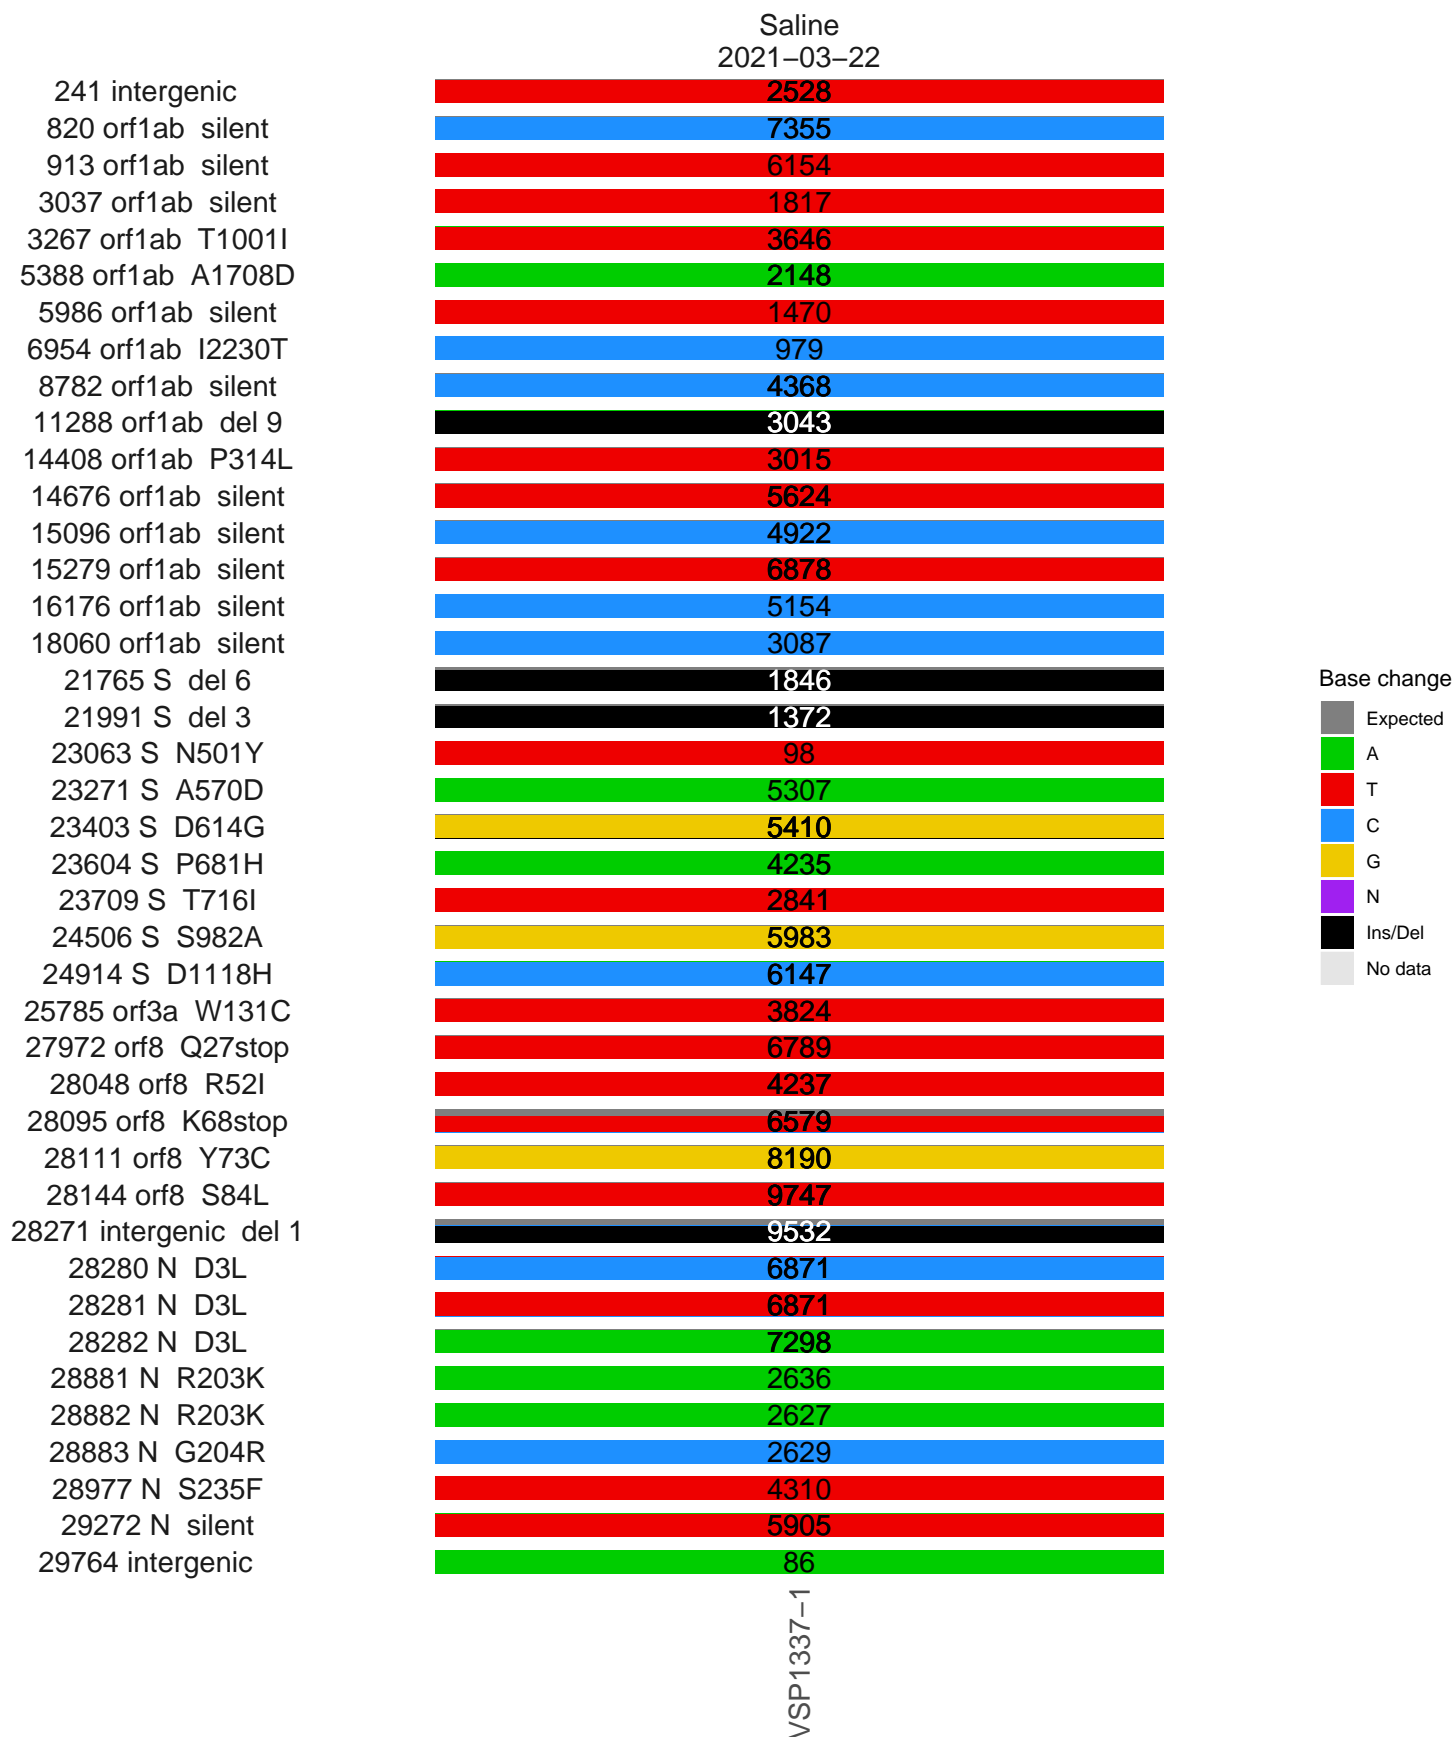 Saline
2021−03−22
241 intergenic 2528
820 orf1ab silent 7355
913 orf1ab silent 6154
3037 orf1ab silent 1817
3267 orf1ab T1001I 3646
5388 orf1ab A1708D 2148
5986 orf1ab silent 1470
6954 orf1ab I2230T 979
8782 orf1ab silent 4368
11288 orf1ab del 9 3043
14408 orf1ab P314L 3015
14676 orf1ab silent 5624
15096 orf1ab silent 4922
15279 orf1ab silent 6878
16176 orf1ab silent 5154
18060 orf1ab silent 3087
21765 S del 6 1846
21991 S del 3 1372
23063 S N501Y 98
23271 S A570D 5307
23403 S D614G 5410
23604 S P681H 4235
23709 S T716I 2841
24506 S S982A 5983
24914 S D1118H 6147
25785 orf3a W131C 3824
27972 orf8 Q27stop 6789
28048 orf8 R52I 4237
28095 orf8 K68stop 6579
28111 orf8 Y73C 8190
28144 orf8 S84L 9747
28271 intergenic del 1 9532
28280 N D3L 6871
28281 N D3L 6871
28282 N D3L 7298
28881 N R203K 2636
28882 N R203K 2627
28883 N G204R 2629
28977 N S235F 4310
29272 N silent 5905
29764 intergenic 86
VSP1337−1
Base change
Expected
A
T
C
G
N
Ins/Del
No data